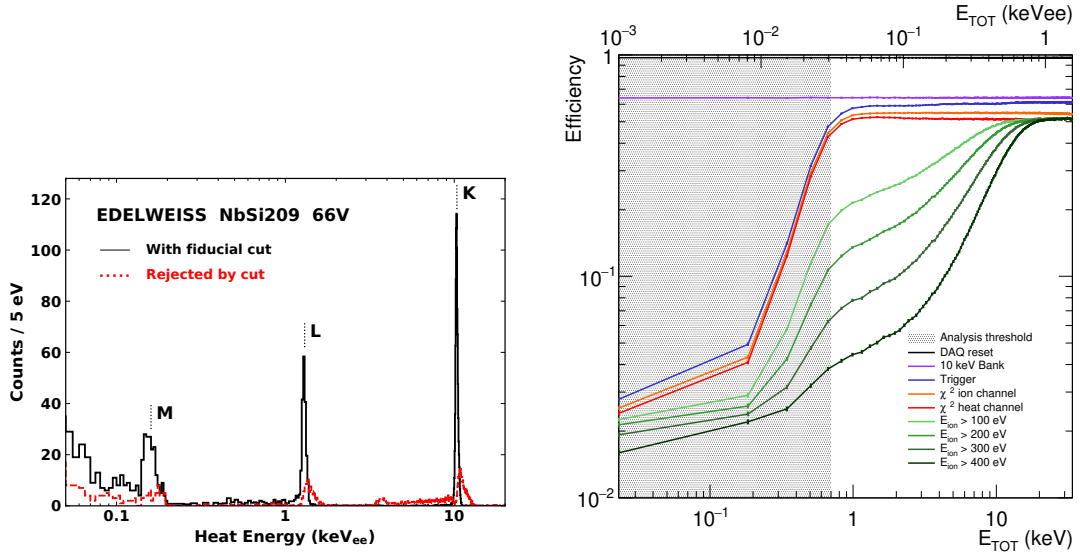 120
100
80
60
40
20
0
Counts / 5 eV
EDELWEISS NbSi209 66V
With fiducial cut
Rejected by cut
M
L
K
0.1
1
10
Heat Energy (keVee)
E_TOT (keVee)
10⁻³
10⁻²
10⁻¹
1
Efficiency
1
10⁻¹
10⁻²
Analysis threshold
DAQ reset
10 keV Bank
Trigger
χ² ion channel
χ² heat channel
E_ion > 100 eV
E_ion > 200 eV
E_ion > 300 eV
E_ion > 400 eV
10⁻¹
1
10
E_TOT (keV)